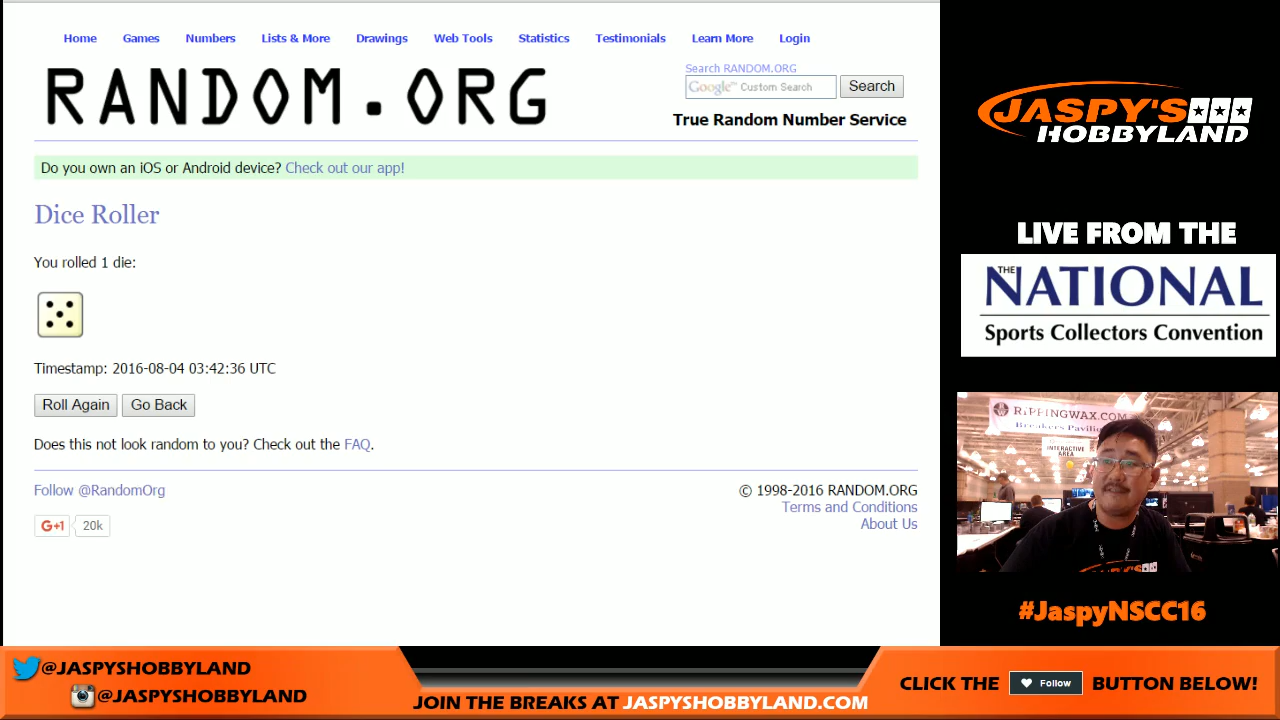 Home Games Numbers Lists & More Drawings Web Tools Statistics Testimonials Learn More Login
RANDOM.ORG
Search RANDOM.ORG
Google™ Custom Search
Search
True Random Number Service
Do you own an iOS or Android device? Check out our app!
Dice Roller
You rolled 1 die:
Timestamp: 2016-08-04 03:42:36 UTC
Roll Again Go Back
Does this not look random to you? Check out the FAQ.
Follow @RandomOrg
G+1 20k
© 1998-2016 RANDOM.ORG
Terms and Conditions
About Us
JASPY'S
HOBBYLAND
LIVE FROM THE
THE NATIONAL
Sports Collectors Convention
RIPPINGWAX.COM
Breakers Pavilion
INTERACTIVE
AREA
#JaspyNSCC16
@JASPYSHOBBYLAND
@JASPYSHOBBYLAND
JOIN THE BREAKS AT JASPYSHOBBYLAND.COM
CLICK THE Follow BUTTON BELOW!